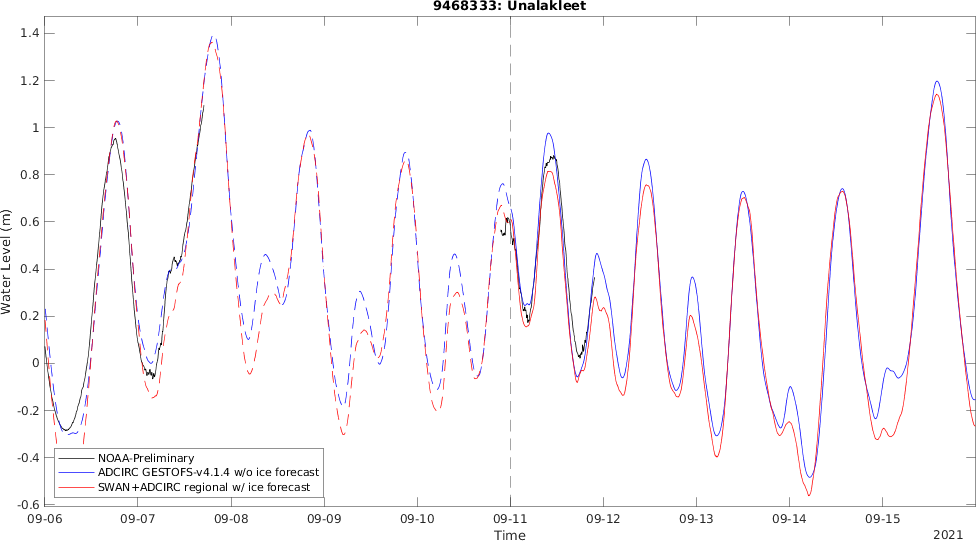 9468333: Unalakleet
Water Level (m)
1.4
1.2
1
0.8
0.6
0.4
0.2
0
-0.2
-0.4
-0.6
NOAA-Preliminary
ADCIRC GESTOFS-v4.1.4 w/o ice forecast
SWAN+ADCIRC regional w/ ice forecast
09-06 09-07 09-08 09-09 09-10 09-11 09-12 09-13 09-14 09-15
Time
2021